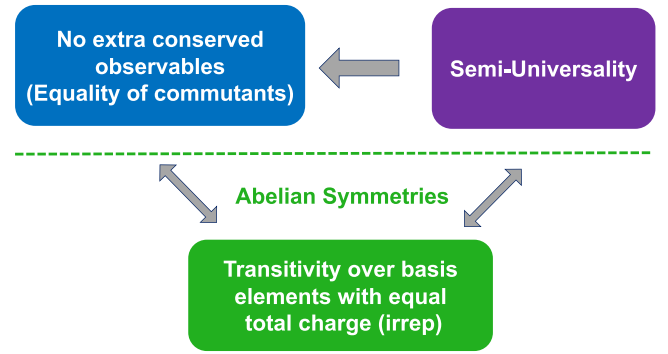 No extra conserved
observables
(Equality of commutants)
Semi-Universality
Abelian Symmetries
Transitivity over basis
elements with equal
total charge (irrep)